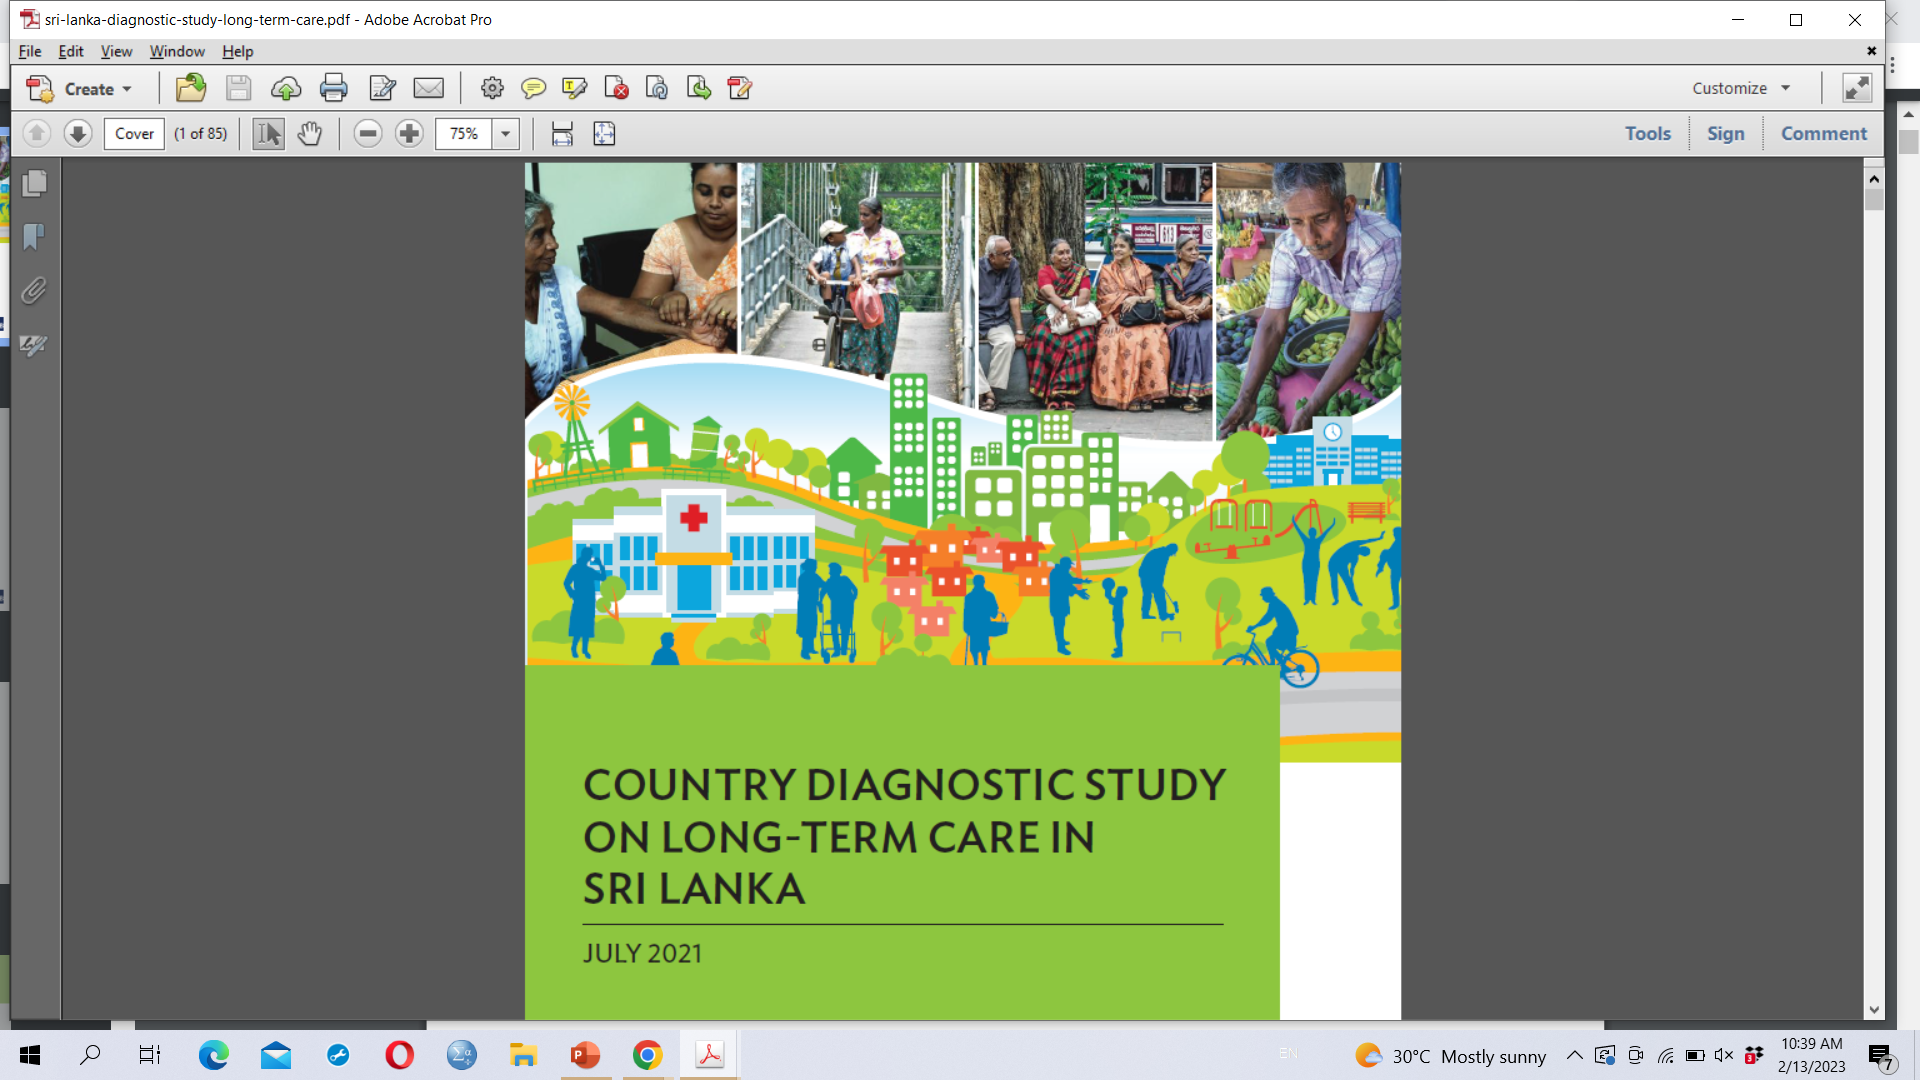 sri-lanka-diagnostic-study-long-term-care.pdf - Adobe Acrobat Pro
File Edit View Window Help
Create
Customize
Cover (1 of 85) 75%
Tools Sign Comment
COUNTRY DIAGNOSTIC STUDY
ON LONG-TERM CARE IN
SRI LANKA
JULY 2021
EN
30°C Mostly sunny
10:39 AM
2/13/2023
7